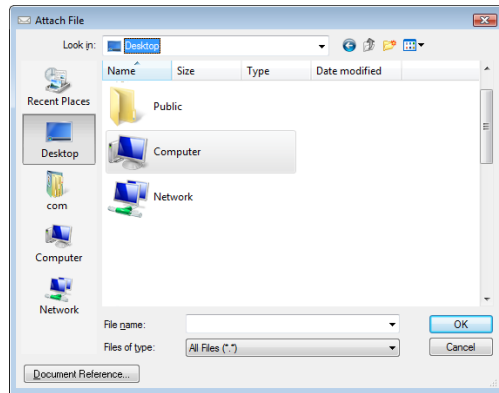 Attach File
Look in: Desktop
Name Size Type Date modified
Recent Places
Desktop
com
Computer
Network
Public
Computer
Network
File name: OK
Files of type: All Files (*.*) Cancel
Document Reference...